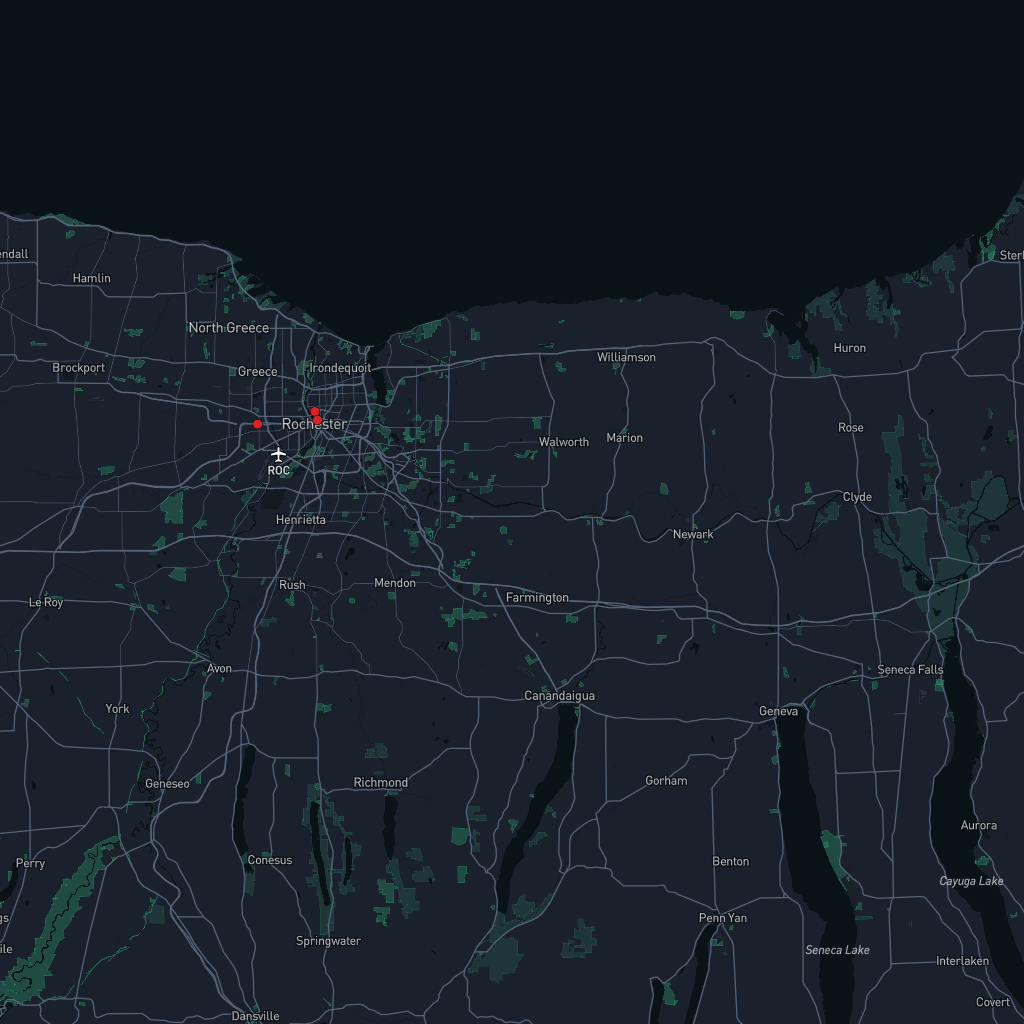 endall
Hamlin
Sterl
North Greece
Huron
Williamson
Brockport
Greece
Irondequoit
Rochester
Rose
Walworth
Marion
ROC
Clyde
Henrietta
Newark
Rush
Mendon
Farmington
Le Roy
Avon
Seneca Falls
Canandaigua
York
Geneva
Geneseo
Richmond
Gorham
Aurora
Perry
Conesus
Benton
Cayuga Lake
gs
Penn Yan
Springwater
ile
Seneca Lake
Interlaken
Covert
Dansville